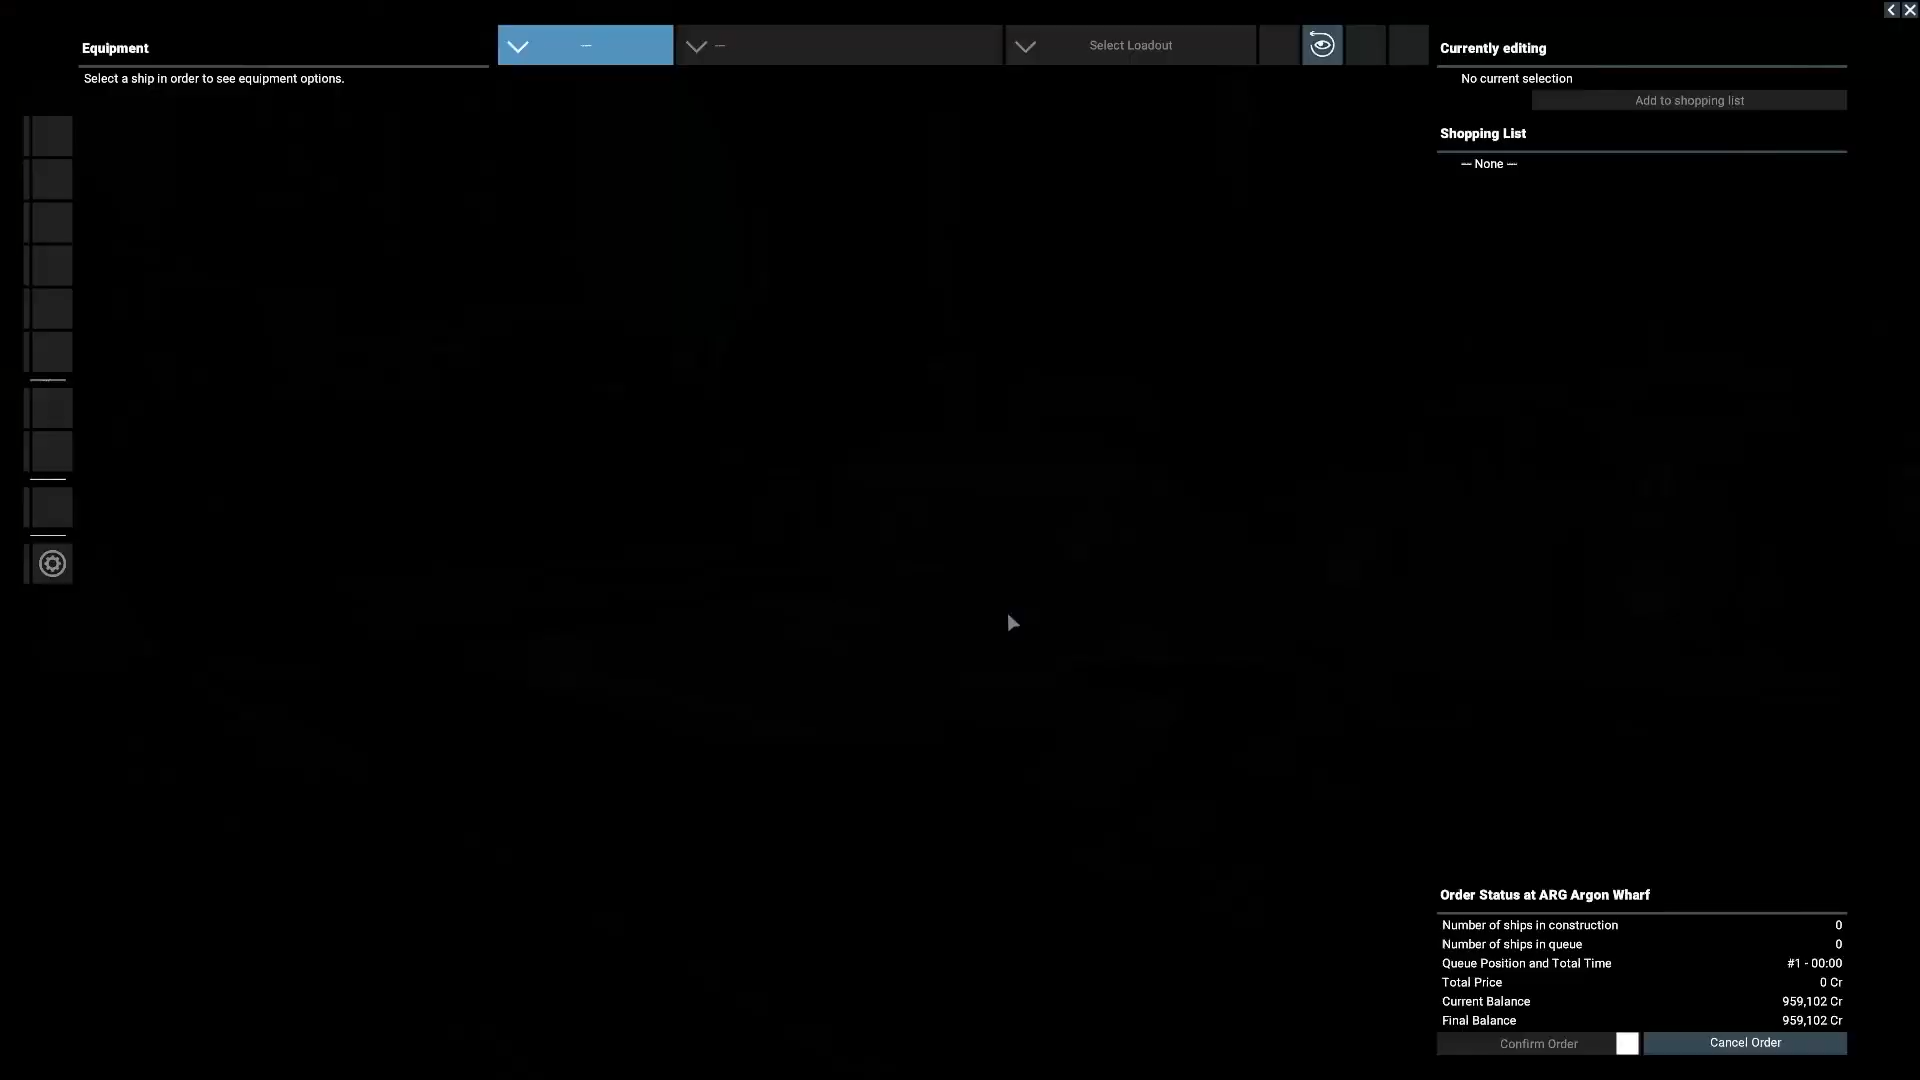 Equipment
Select a ship in order to see equipment options.
—
—
Select Loadout
Currently editing
No current selection
Add to shopping list
Shopping List
— None —
Order Status at ARG Argon Wharf
Number of ships in construction 0
Number of ships in queue 0
Queue Position and Total Time #1 - 00:00
Total Price 0 Cr
Current Balance 959,102 Cr
Final Balance 959,102 Cr
Confirm Order
Cancel Order